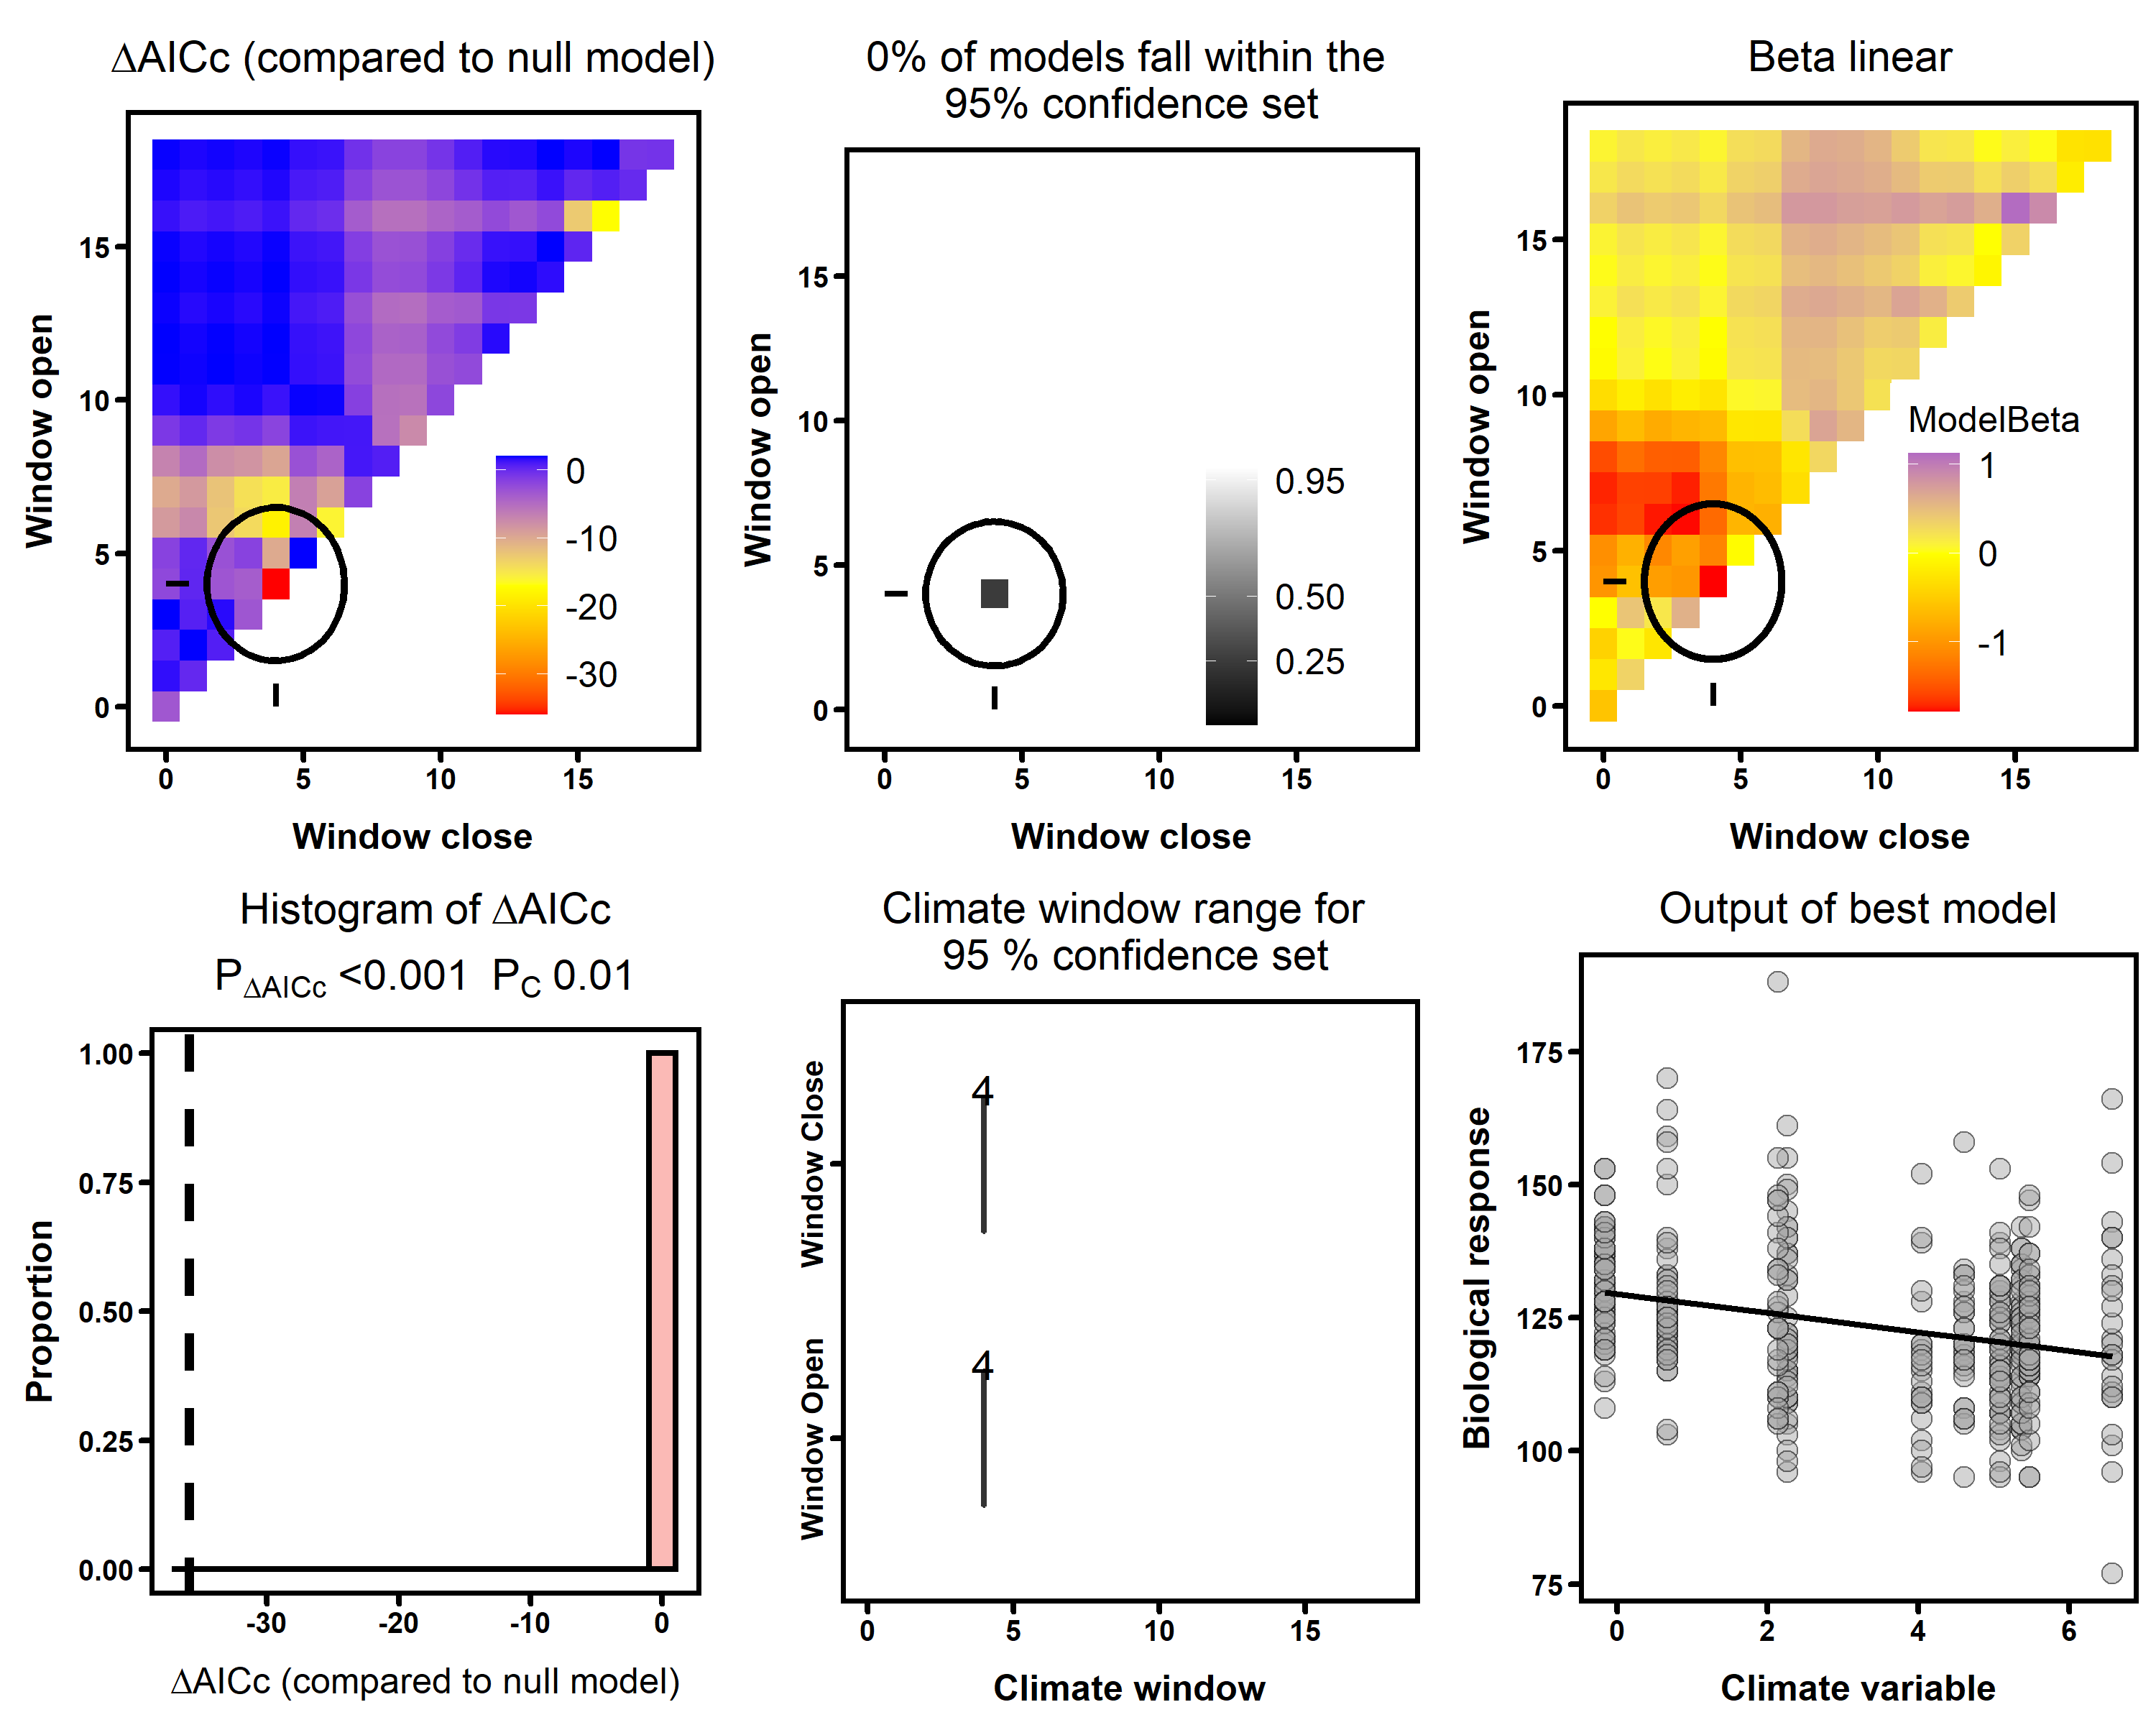 ΔAICc (compared to null model)
Window open
15
10
5
0
0
-10
-20
-30
0 5 10 15
Window close
0% of models fall within the
95% confidence set
Window open
15
10
5
0
0.95
0.50
0.25
0 5 10 15
Window close
Beta linear
Window open
15
10
5
0
ModelBeta
1
0
-1
0 5 10 15
Window close
Histogram of ΔAICc
PΔAICc <0.001 PC 0.01
Proportion
1.00
0.75
0.50
0.25
0.00
-30 -20 -10 0
ΔAICc (compared to null model)
Climate window range for
95 % confidence set
Window Close
4
Window Open
4
0 5 10 15
Climate window
Output of best model
Biological response
175
150
125
100
75
0 2 4 6
Climate variable